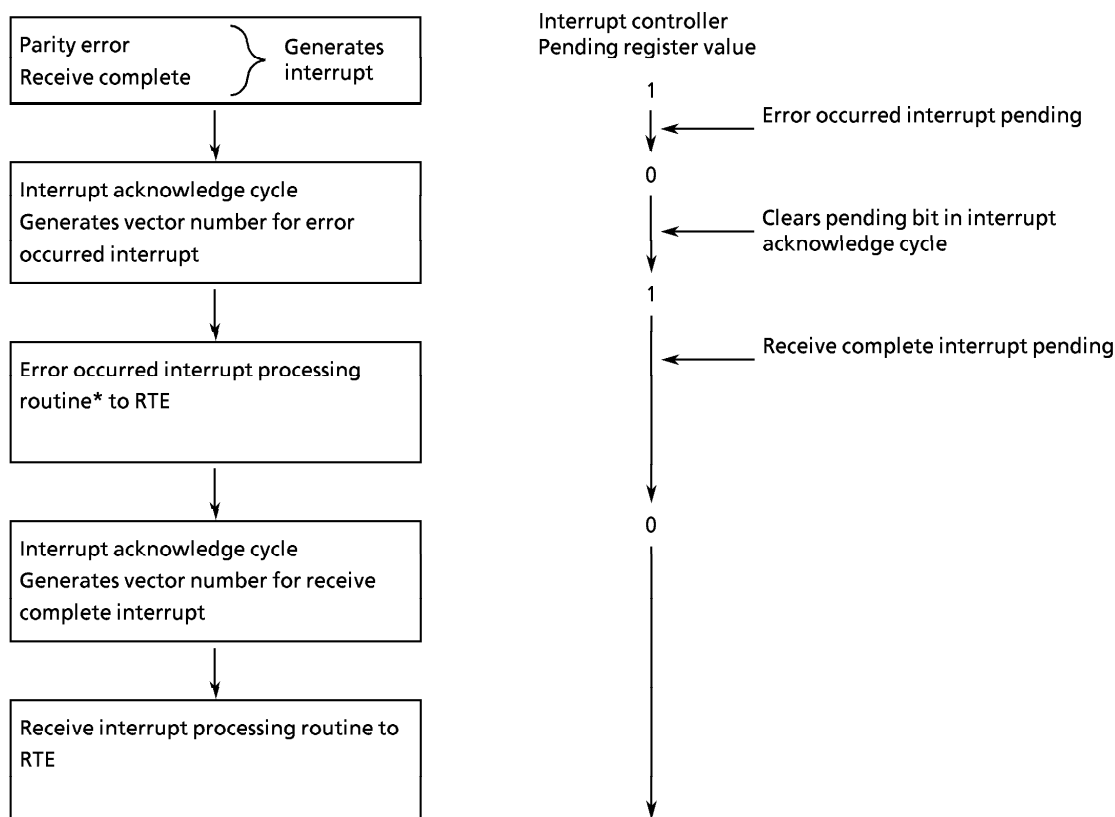 Parity error
Receive complete
Generates
interrupt
Interrupt acknowledge cycle
Generates vector number for error
occurred interrupt
Error occurred interrupt processing
routine* to RTE
Interrupt acknowledge cycle
Generates vector number for receive
complete interrupt
Receive interrupt processing routine to
RTE
Interrupt controller
Pending register value
1
Error occurred interrupt pending
0
Clears pending bit in interrupt
acknowledge cycle
1
Receive complete interrupt pending
0